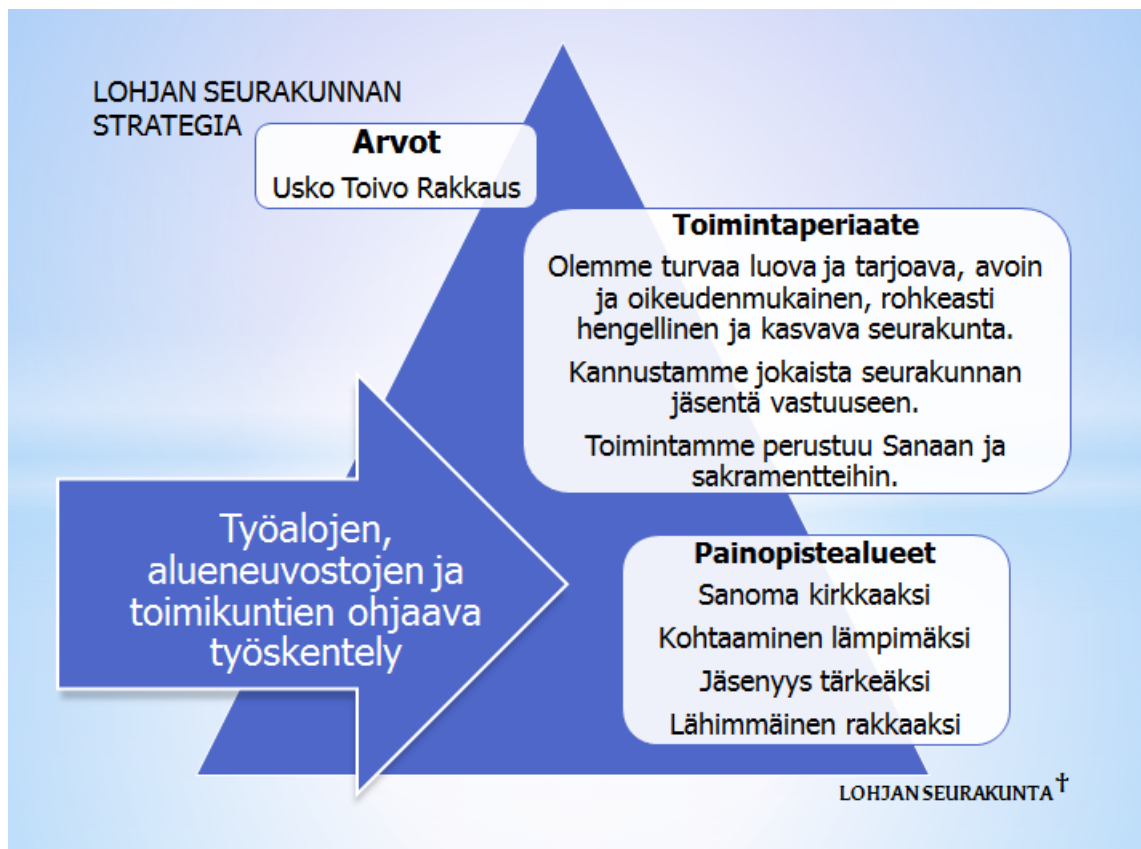 LOHJAN SEURAKUNNAN
STRATEGIA
Arvot
Usko Toivo Rakkaus
Toimintaperiaate
Olemme turvaa luova ja tarjoava, avoin
ja oikeudenmukainen, rohkeasti
hengellinen ja kasvava seurakunta.
Kannustamme jokaista seurakunnan
jäsentä vastuuseen.
Toimintamme perustuu Sanaan ja
sakramentteihin.
Työalojen,
alueneuvostojen ja
toimikuntien ohjaava
työskentely
Painopistealueet
Sanoma kirkkaaksi
Kohtaaminen lämpimäksi
Jäsenyys tärkeäksi
Lähimmäinen rakkaaksi
LOHJAN SEURAKUNTA